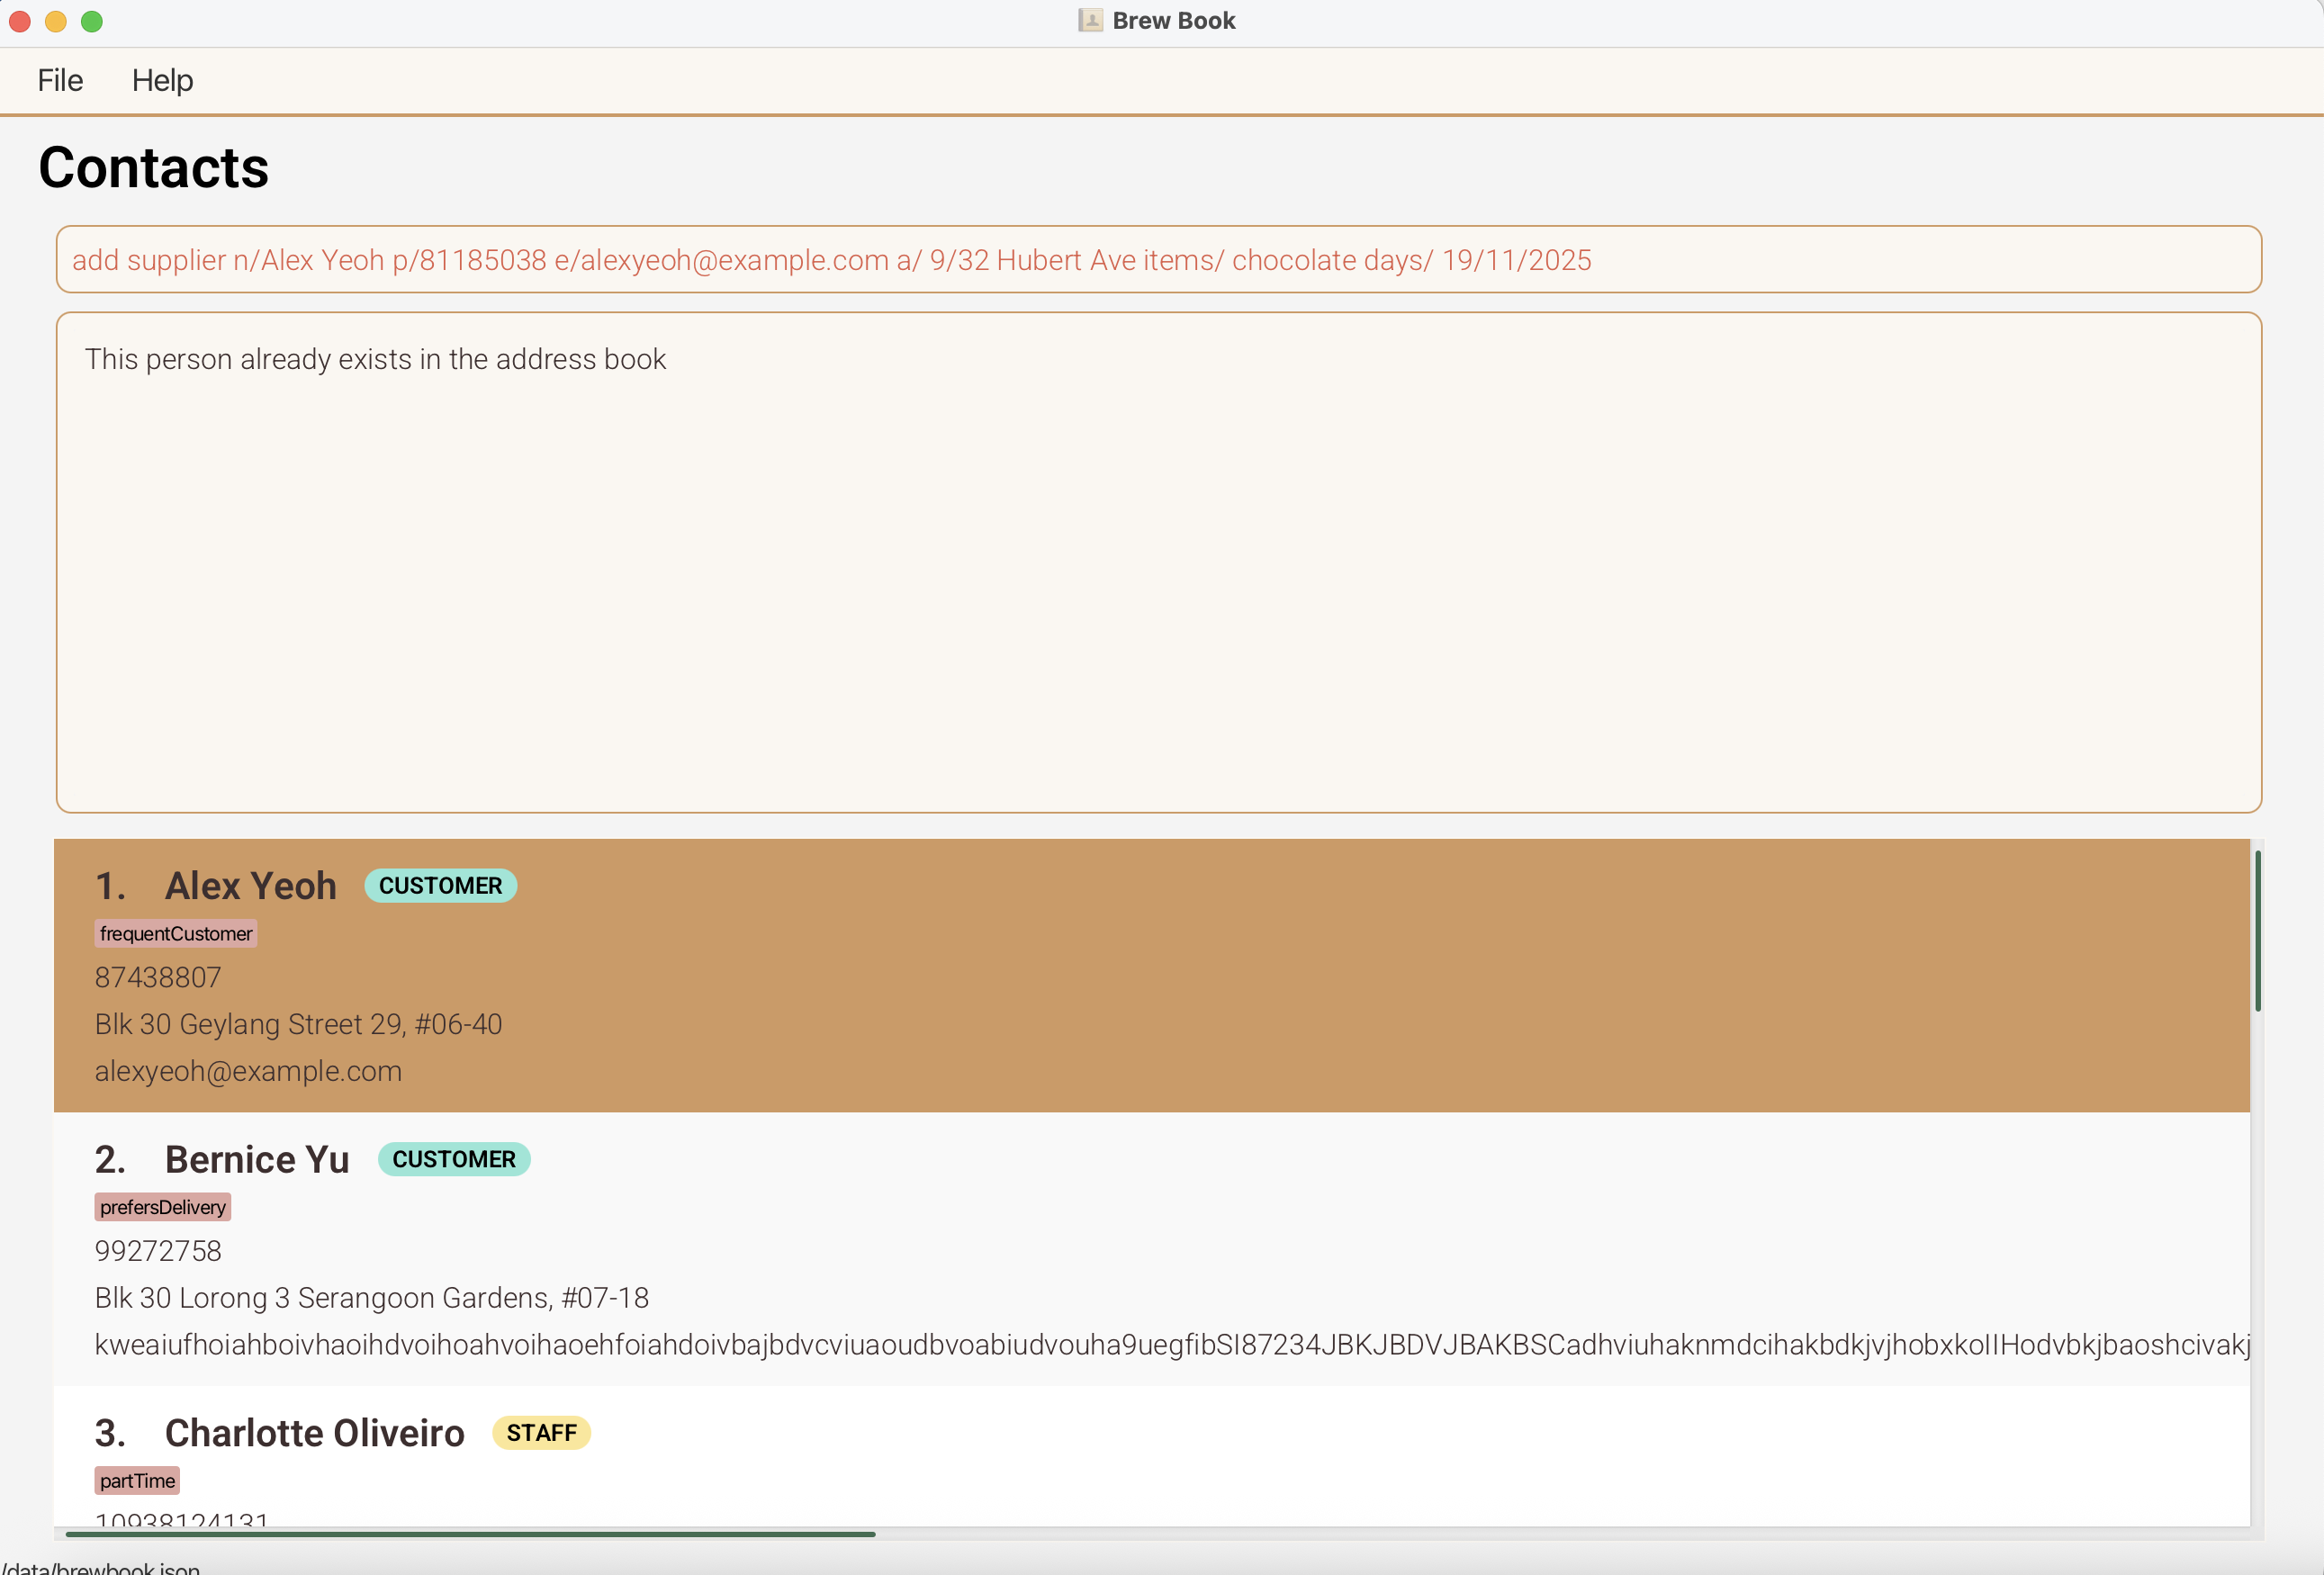 Brew Book
File Help
Contacts
add supplier n/Alex Yeoh p/81185038 e/alexyeoh@example.com a/ 9/32 Hubert Ave items/ chocolate days/ 19/11/2025
This person already exists in the address book
1. Alex Yeoh CUSTOMER
frequentCustomer
87438807
Blk 30 Geylang Street 29, #06-40
alexyeoh@example.com
2. Bernice Yu CUSTOMER
prefersDelivery
99272758
Blk 30 Lorong 3 Serangoon Gardens, #07-18
kweaiufhoiahboivhaoihdvoihoahvoihaoehfoiahdoivbajbdvcviuaoudbvoabiudvouha9uegfibSI87234JBKJBDVJBAKBSCadhviuhaknmdcihakbdkjvjhobxkoIIHodvbkjbaoshcivakj
3. Charlotte Oliveiro STAFF
partTime
10938124131
/data/brewbook.json